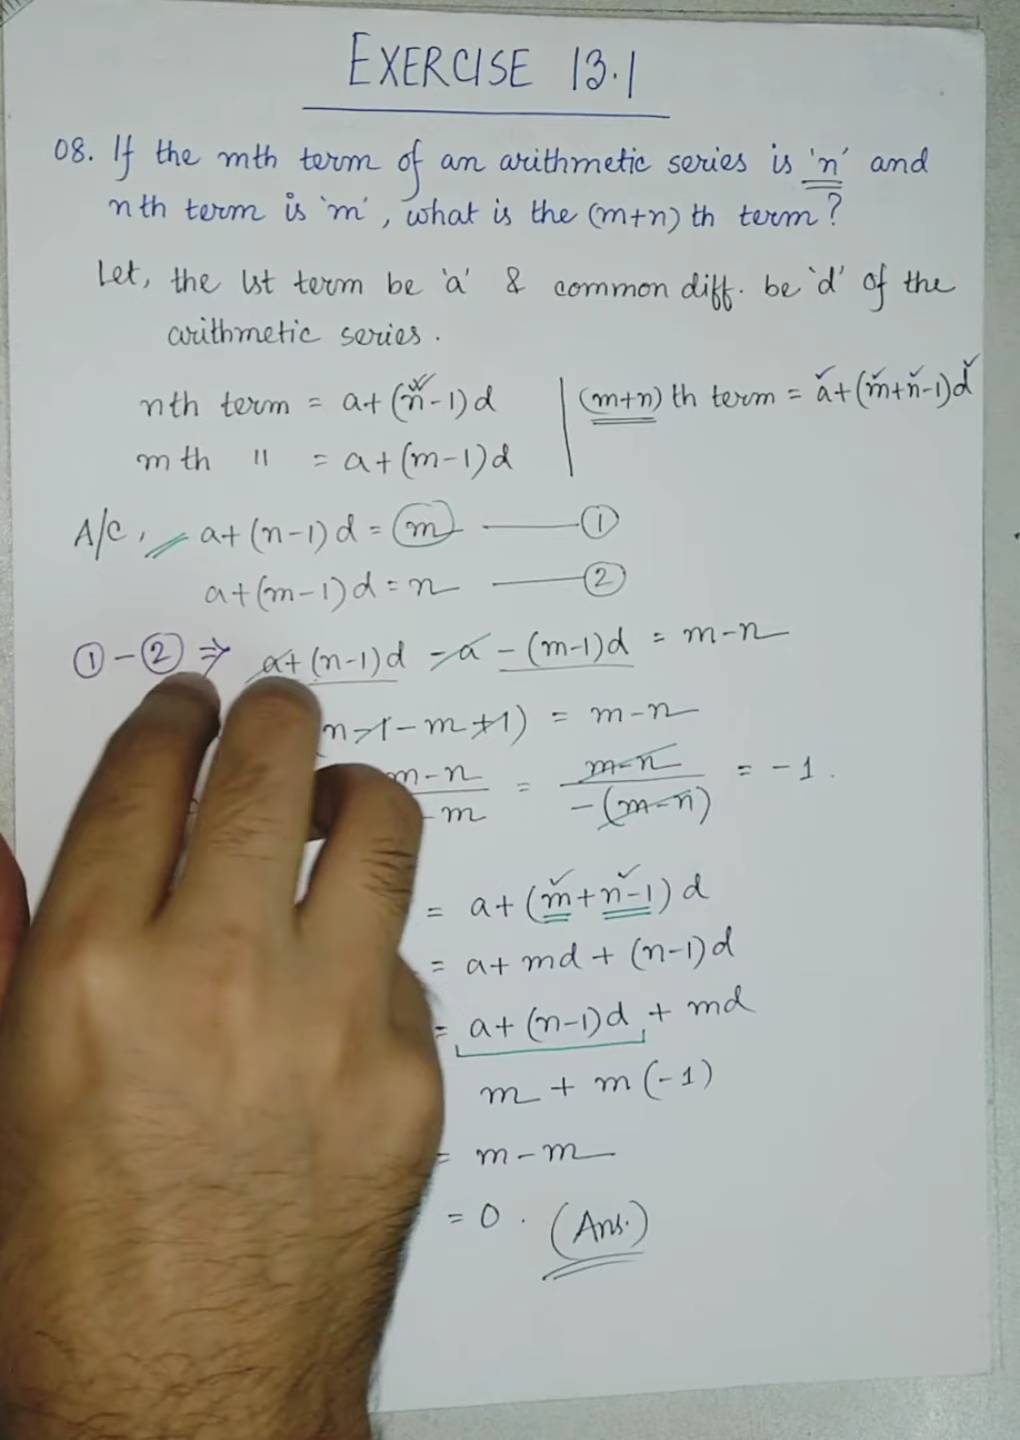 EXERCISE 13.1
08. If the mth term of an arithmetic series is 'n' and
nth term is 'm', what is the (m+n) th term?
Let, the 1st term be 'a' & common diff. be 'd' of the
arithmetic series.
nth term = a+(n-1)d | (m+n) th term = a+(m+n-1)d
mth " = a+(m-1)d
A/C, a+(n-1)d = m ——— ①
a+(m-1)d = n ——— ②
① - ② ⇒ a+(n-1)d - a - (m-1)d = m-n
n-1-m+1) = m-n
m-n / -m = m-n / -(m-n) = -1.
= a+(m+n-1)d
= a+md+(n-1)d
= a+(n-1)d + md
m + m(-1)
= m-m
= 0. (Ans.)